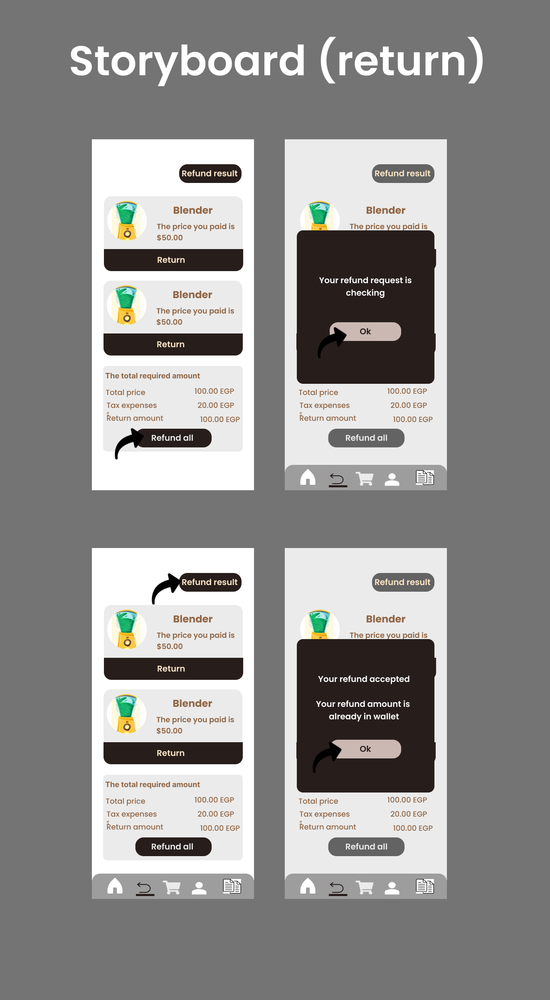 Storyboard (return)
Refund result
Blender
The price you paid is
$50.00
Return
Blender
The price you paid is
$50.00
Return
The total required amount
Total price 100.00 EGP
Tax expenses 20.00 EGP
Return amount 100.00 EGP
Refund all
Refund result
Blender
The price you paid is
Your refund request is
checking
Ok
Total price 100.00 EGP
Tax expenses 20.00 EGP
Return amount 100.00 EGP
Refund all
Refund result
Blender
The price you paid is
$50.00
Return
Blender
The price you paid is
$50.00
Return
The total required amount
Total price 100.00 EGP
Tax expenses 20.00 EGP
Return amount 100.00 EGP
Refund all
Refund result
Blender
The price you paid is
Your refund accepted
Your refund amount is
already in wallet
Ok
Total price 100.00 EGP
Tax expenses 20.00 EGP
Return amount 100.00 EGP
Refund all